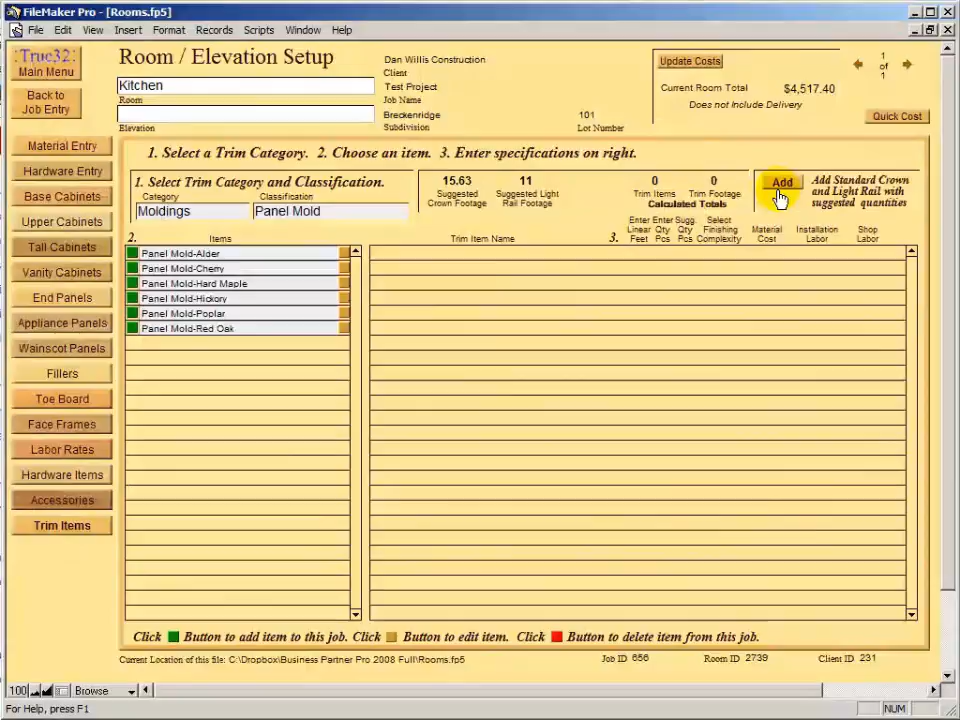 FileMaker Pro - [Rooms.fp5]
File Edit View Insert Format Records Scripts Window Help
True32
Main Menu
Back to
Job Entry
Room / Elevation Setup
Kitchen
Room
Elevation
Dan Willis Construction
Client
Test Project
Job Name
Breckenridge
Subdivision
101
Lot Number
Update Costs
Current Room Total $4,517.40
Does not Include Delivery
1
of
1
Quick Cost
Material Entry
Hardware Entry
Base Cabinets
Upper Cabinets
Tall Cabinets
Vanity Cabinets
End Panels
Appliance Panels
Wainscot Panels
Fillers
Toe Board
Face Frames
Labor Rates
Hardware Items
Accessories
Trim Items
1. Select a Trim Category. 2. Choose an item. 3. Enter specifications on right.
1. Select Trim Category and Classification.
Category Classification
Moldings Panel Mold
15.63
Suggested
Crown Footage
11
Suggested Light
Rail Footage
0
Trim Items
0
Trim Footage
Calculated Totals
Add
Add Standard Crown
and Light Rail with
suggested quantities
2. Items
Trim Item Name
3.
Enter
Linear
Feet
Enter
Qty
Pcs
Sugg.
Qty
Pcs
Select
Finishing
Complexity
Material
Cost
Installation
Labor
Shop
Labor
Panel Mold-Alder
Panel Mold-Cherry
Panel Mold-Hard Maple
Panel Mold-Hickory
Panel Mold-Poplar
Panel Mold-Red Oak
Click Button to add item to this job. Click Button to edit item. Click Button to delete item from this job.
Current Location of this file: C:\Dropbox\Business Partner Pro 2008 Full\Rooms.fp5
Job ID 656 Room ID 2739 Client ID 231
100 Browse
For Help, press F1
NUM